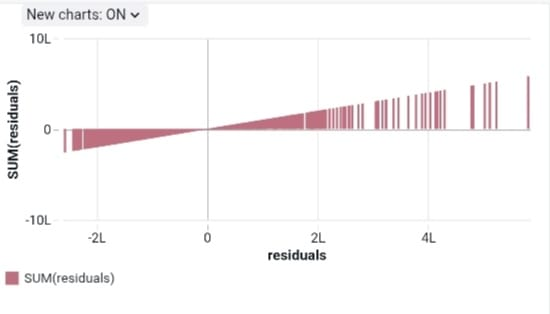 New charts: ON
10L
SUM(residuals)
0
-10L
-2L 0 2L 4L
residuals
SUM(residuals)